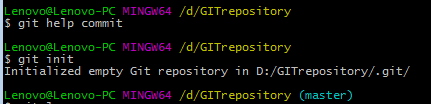 Lenovo@Lenovo-PC MINGW64 /d/GITrepository
$ git help commit
Lenovo@Lenovo-PC MINGW64 /d/GITrepository
$ git init
Initialized empty Git repository in D:/GITrepository/.git/
Lenovo@Lenovo-PC MINGW64 /d/GITrepository (master)